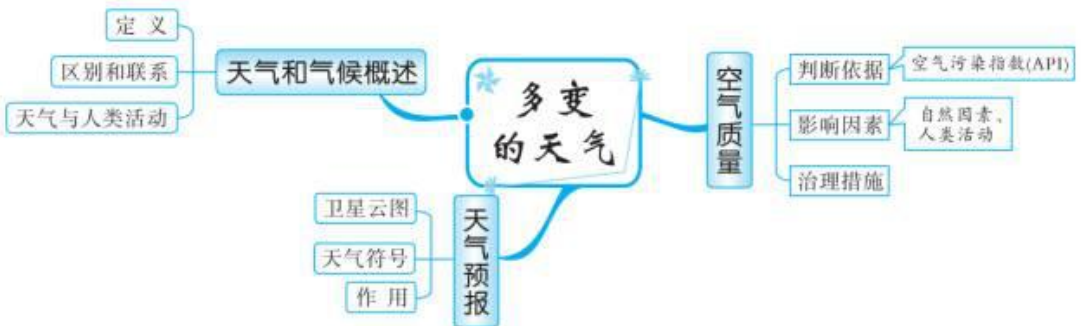 多变
的天气
天气和气候概述
定义
区别和联系
天气与人类活动
天气预报
卫星云图
天气符号
作用
空气质量
判断依据
空气污染指数(API)
影响因素
自然因素、
人类活动
治理措施